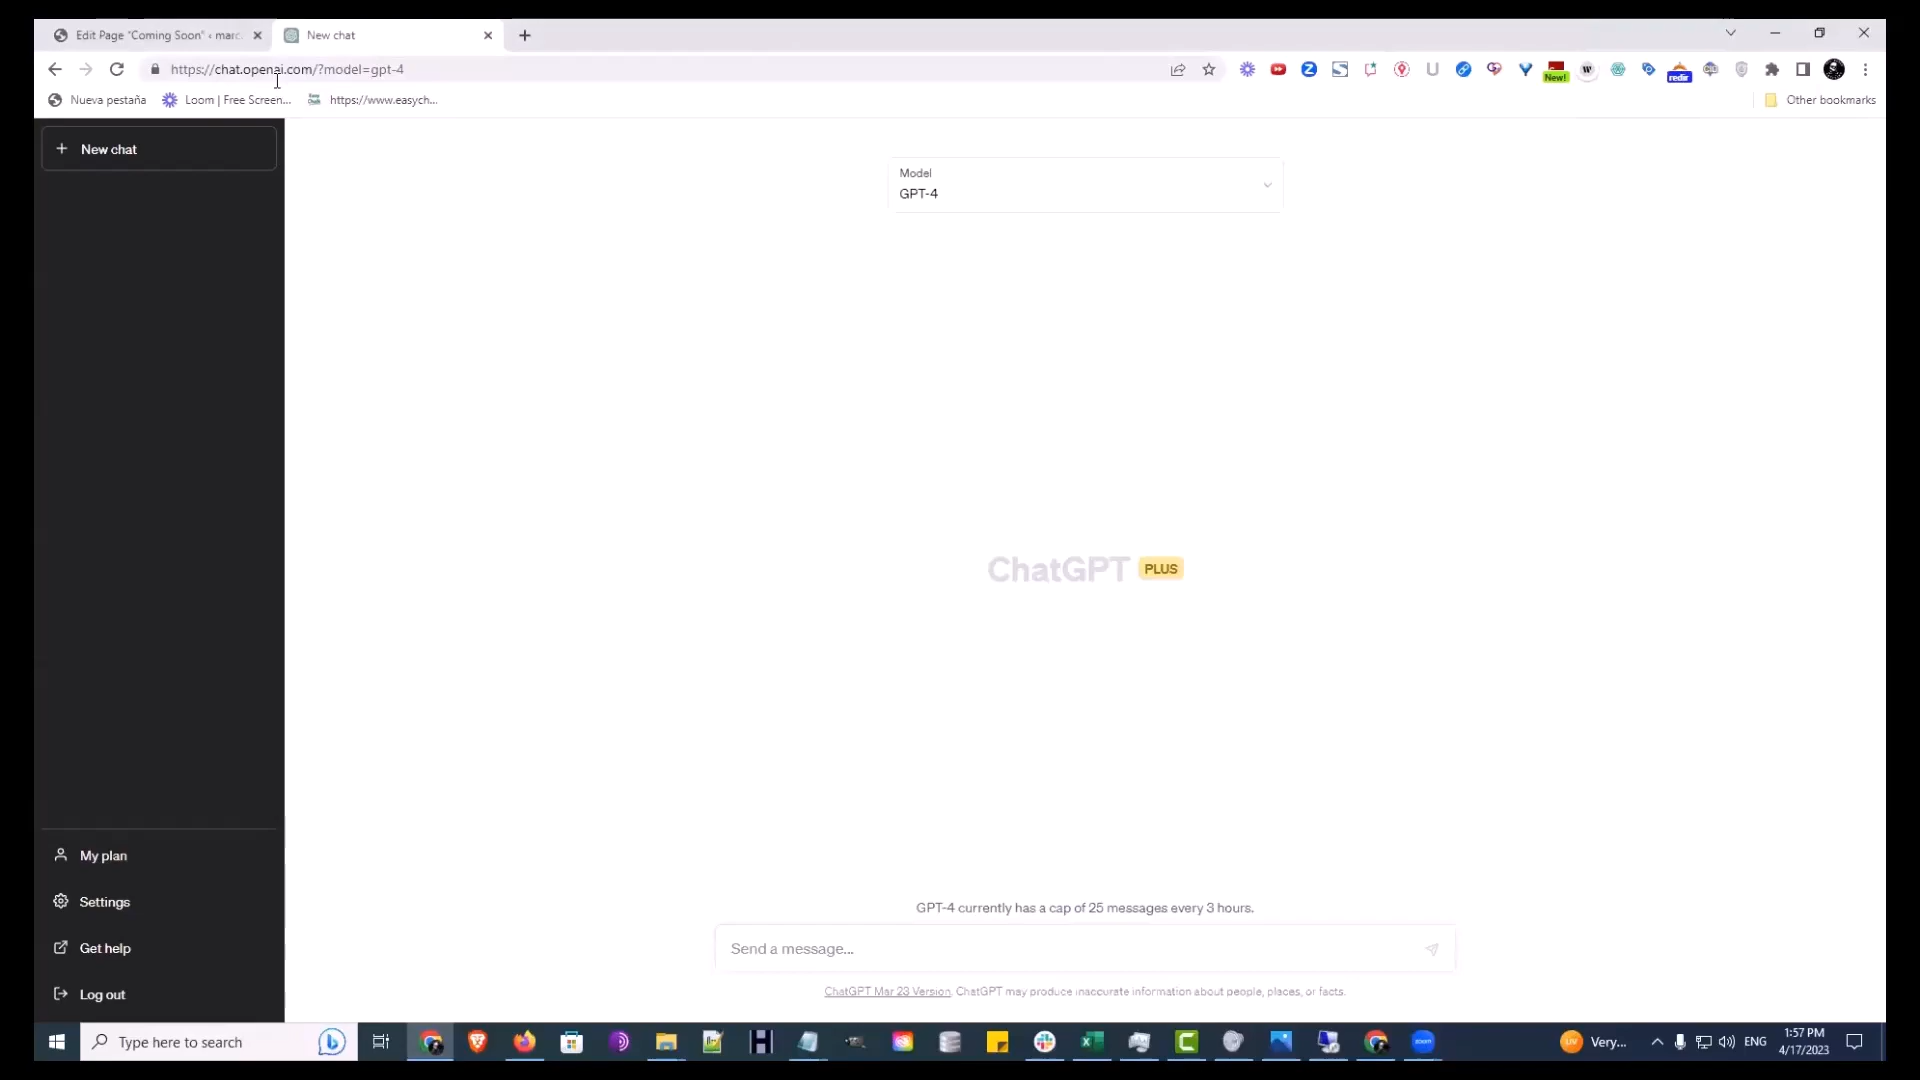 Edit Page "Coming Soon" ‹ marc
New chat
https://chat.openai.com/?model=gpt-4
New!
redir
Nueva pestaña
Loom | Free Screen...
https://www.easych...
Other bookmarks
New chat
Model
GPT-4
ChatGPT PLUS
My plan
Settings
Get help
Log out
GPT-4 currently has a cap of 25 messages every 3 hours.
Send a message...
ChatGPT Mar 23 Version. ChatGPT may produce inaccurate information about people, places, or facts.
Type here to search
zoom
UV
Very...
ENG
1:57 PM
4/17/2023